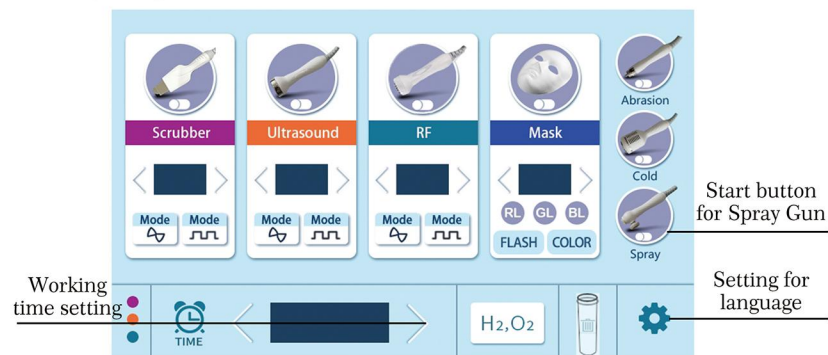 Scrubber
Mode Mode
Ultrasound
Mode Mode
RF
Mode Mode
Mask
RL GL BL
FLASH COLOR
Abrasion
Cold
Spray
Start button
for Spray Gun
Working
time setting
TIME
H2,O2
Setting for
language